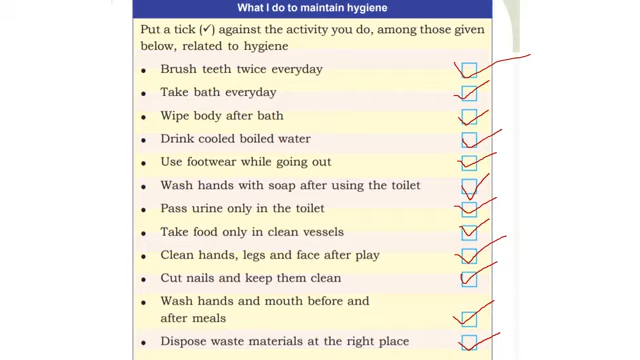 What I do to maintain hygiene
Put a tick (✓) against the activity you do, among those given
below, related to hygiene
• Brush teeth twice everyday
• Take bath everyday
• Wipe body after bath
• Drink cooled boiled water
• Use footwear while going out
• Wash hands with soap after using the toilet
• Pass urine only in the toilet
• Take food only in clean vessels
• Clean hands, legs and face after play
• Cut nails and keep them clean
• Wash hands and mouth before and
after meals
• Dispose waste materials at the right place